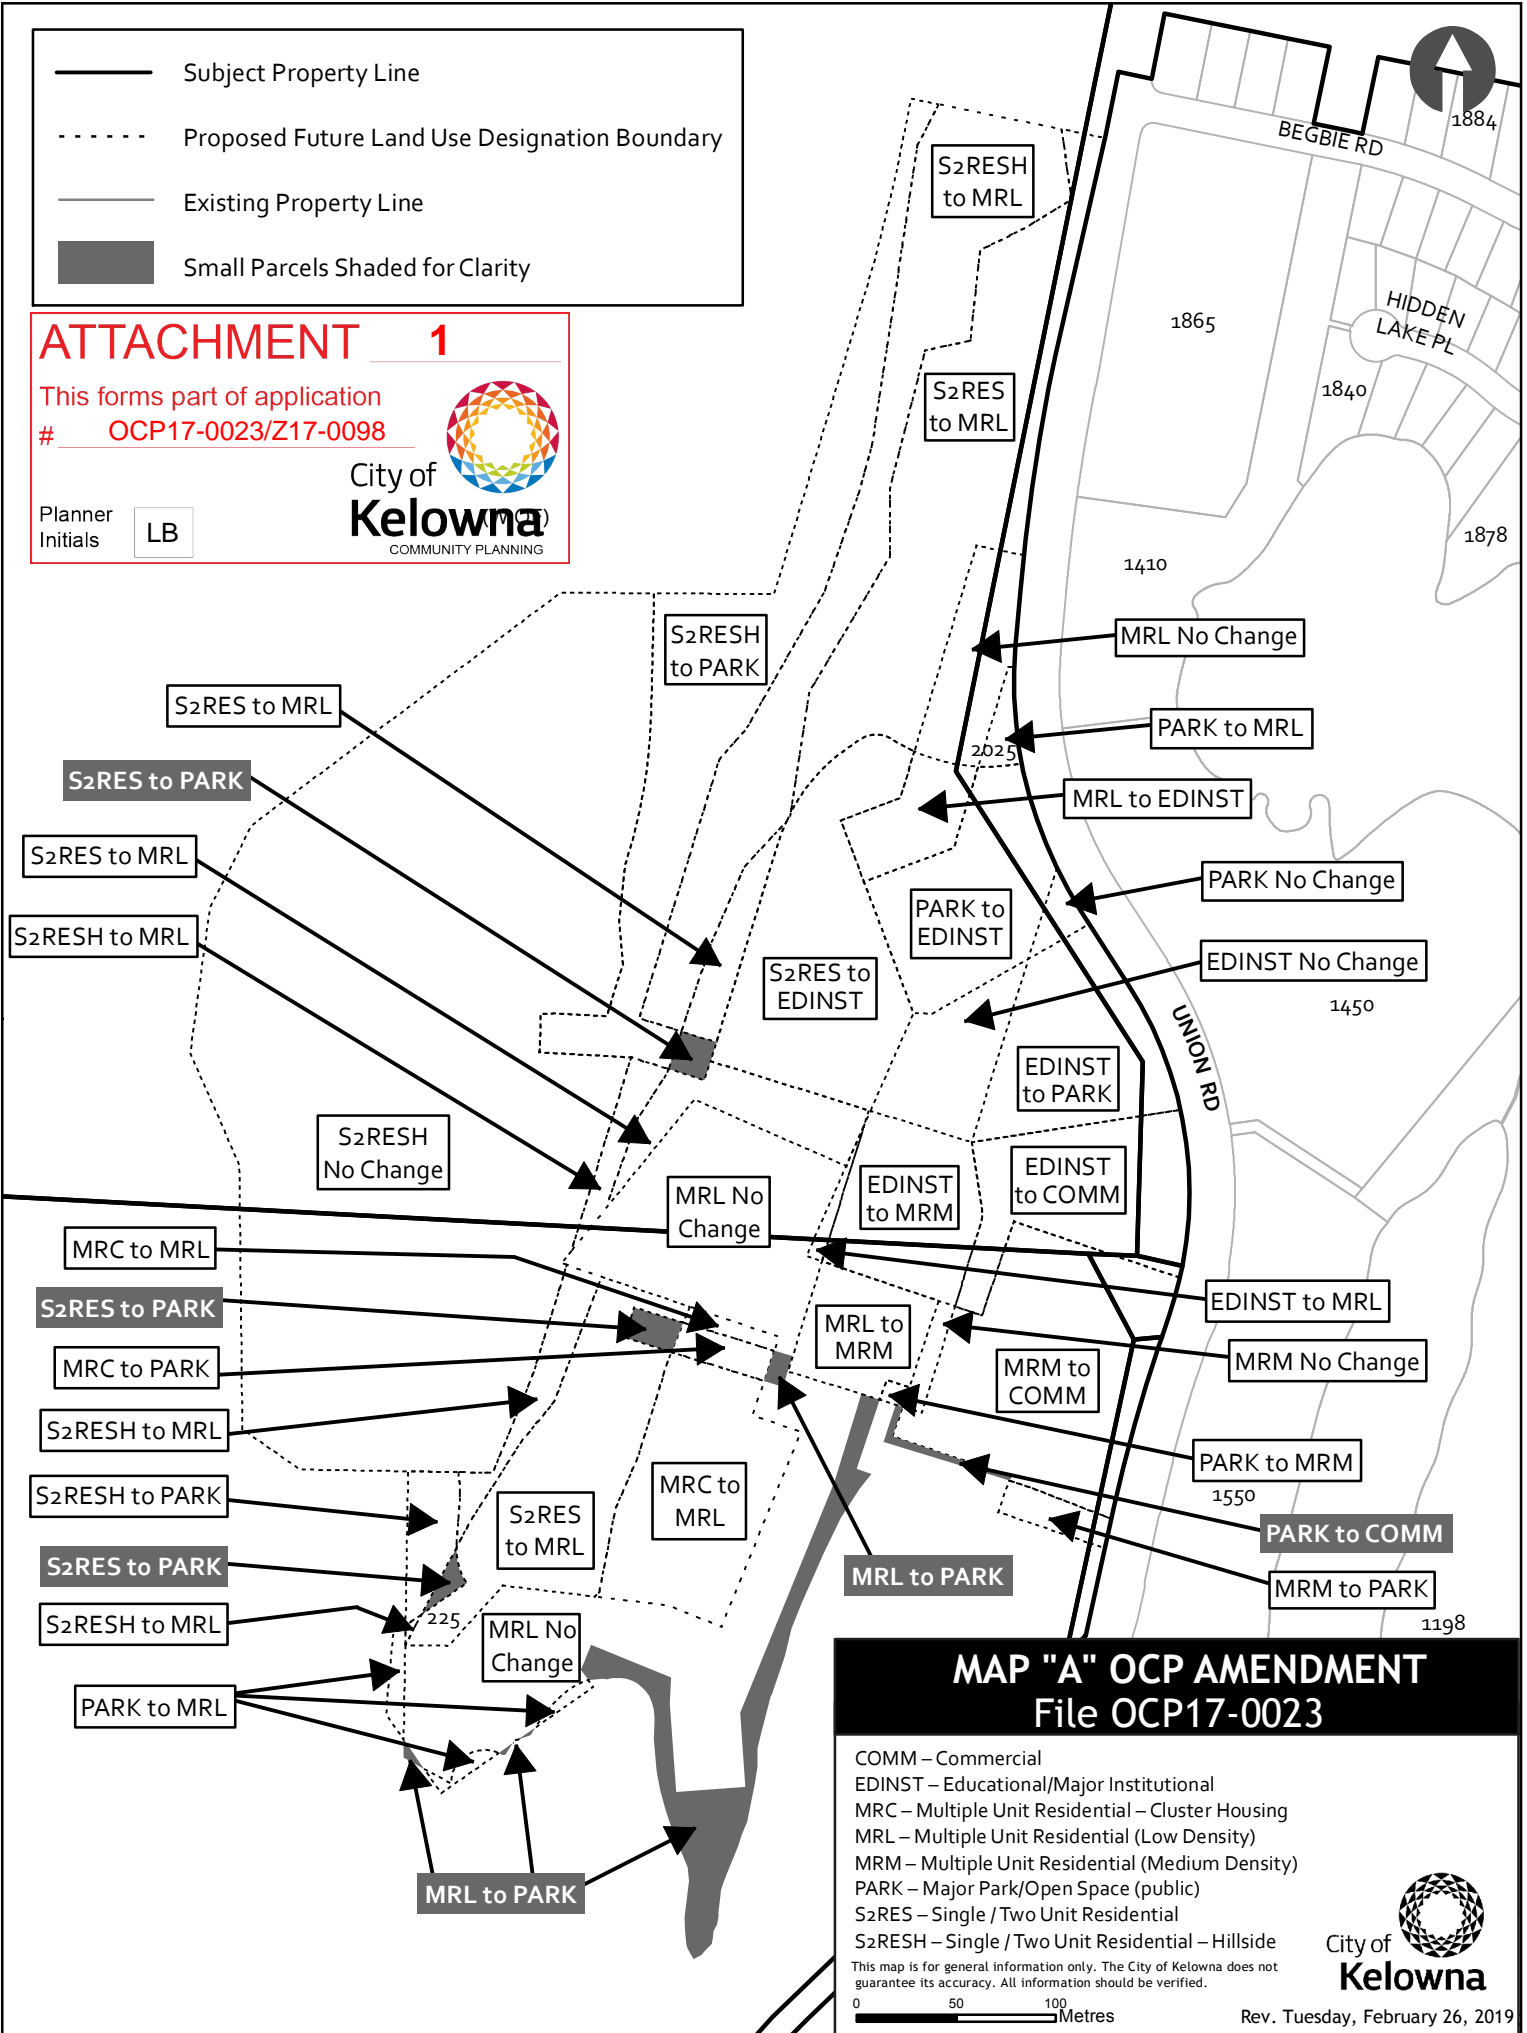 Subject Property Line
Proposed Future Land Use Designation Boundary
Existing Property Line
Small Parcels Shaded for Clarity
ATTACHMENT 1
This forms part of application
# OCP17-0023/Z17-0098
City of
Kelowna
COMMUNITY PLANNING
Planner
Initials
LB
1884
BEGBIE RD
S2RESH
to MRL
1865
HIDDEN
LAKE PL
1840
S2RES
to MRL
1878
1410
S2RESH
to PARK
MRL No Change
S2RES to MRL
PARK to MRL
2025
S2RES to PARK
MRL to EDINST
S2RES to MRL
PARK No Change
PARK to
EDINST
S2RESH to MRL
EDINST No Change
S2RES to
EDINST
1450
UNION RD
EDINST
to PARK
S2RESH
No Change
EDINST
to COMM
EDINST
to MRM
MRL No
Change
MRC to MRL
S2RES to PARK
EDINST to MRL
MRL to
MRM
MRC to PARK
MRM No Change
MRM to
COMM
S2RESH to MRL
PARK to MRM
S2RESH to PARK
MRC to
MRL
1550
S2RES
to MRL
PARK to COMM
S2RES to PARK
MRL to PARK
MRM to PARK
S2RESH to MRL
225
1198
MRL No
Change
PARK to MRL
MRL to PARK
MAP "A" OCP AMENDMENT
File OCP17-0023
COMM – Commercial
EDINST – Educational/Major Institutional
MRC – Multiple Unit Residential – Cluster Housing
MRL – Multiple Unit Residential (Low Density)
MRM – Multiple Unit Residential (Medium Density)
PARK – Major Park/Open Space (public)
S2RES – Single / Two Unit Residential
S2RESH – Single / Two Unit Residential – Hillside
This map is for general information only. The City of Kelowna does not
guarantee its accuracy. All information should be verified.
0 50 100
Metres
City of
Kelowna
Rev. Tuesday, February 26, 2019